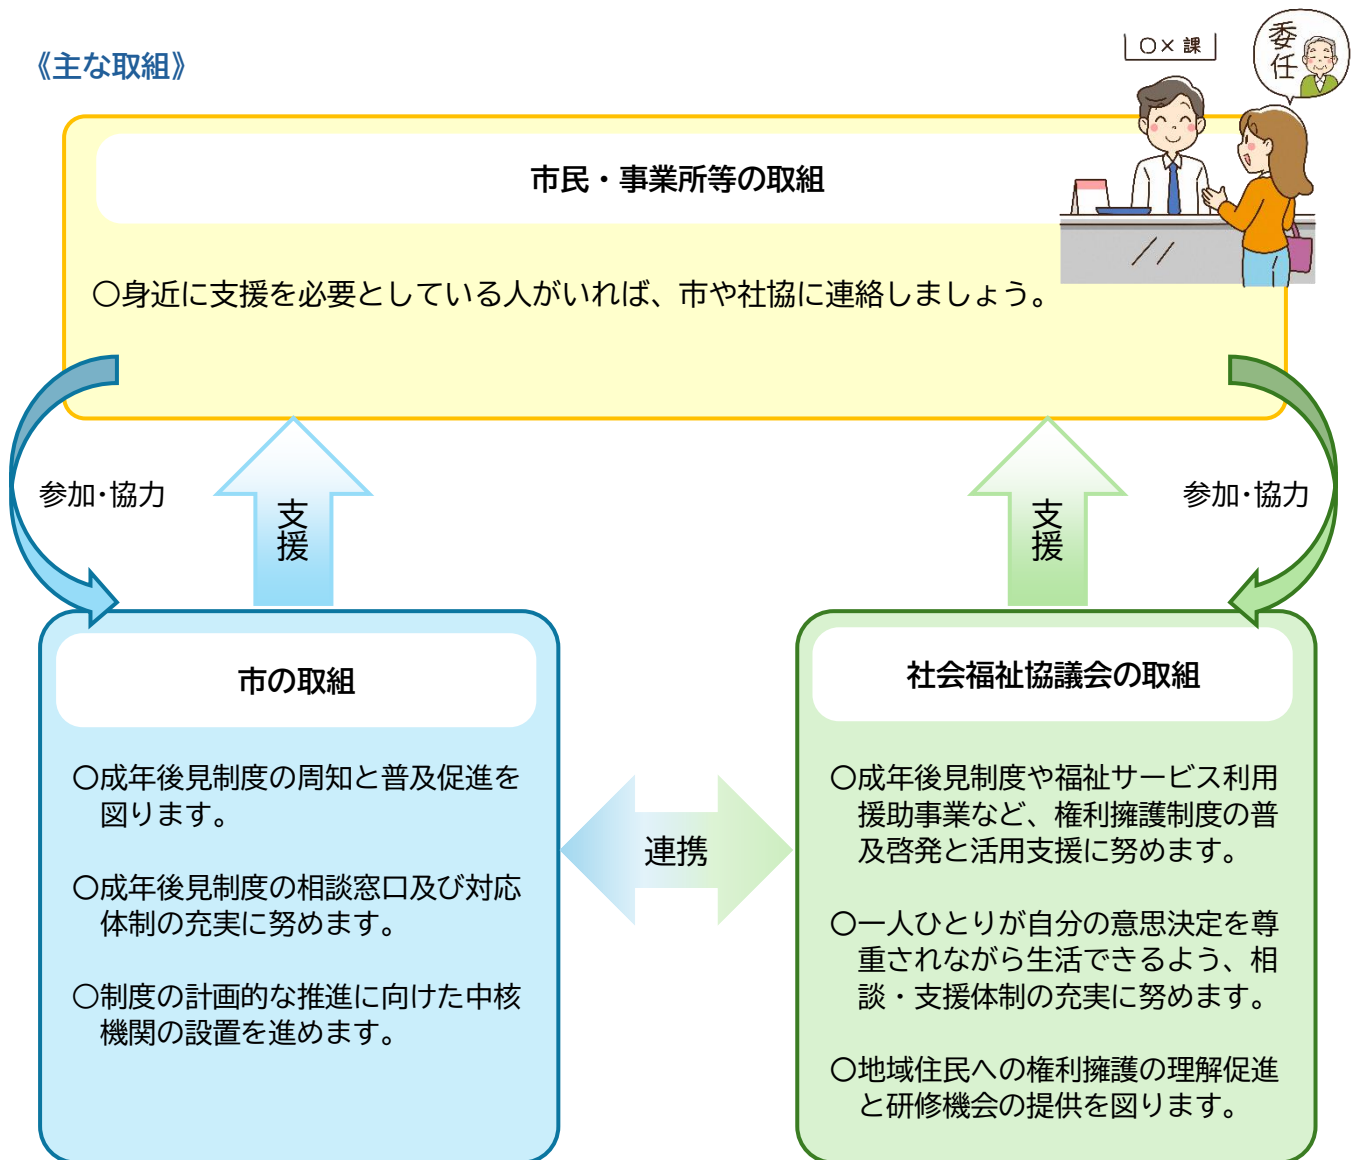 《主な取組》
〇×課
委任
市民・事業所等の取組
〇身近に支援を必要としている人がいれば、市や社協に連絡しましょう。
参加・協力
支援
支援
参加・協力
市の取組
〇成年後見制度の周知と普及促進を
図ります。
〇成年後見制度の相談窓口及び対応
体制の充実に努めます。
〇制度の計画的な推進に向けた中核
機関の設置を進めます。
連携
社会福祉協議会の取組
〇成年後見制度や福祉サービス利用
援助事業など、権利擁護制度の普
及啓発と活用支援に努めます。
〇一人ひとりが自分の意思決定を尊
重されながら生活できるよう、相
談・支援体制の充実に努めます。
〇地域住民への権利擁護の理解促進
と研修機会の提供を図ります。